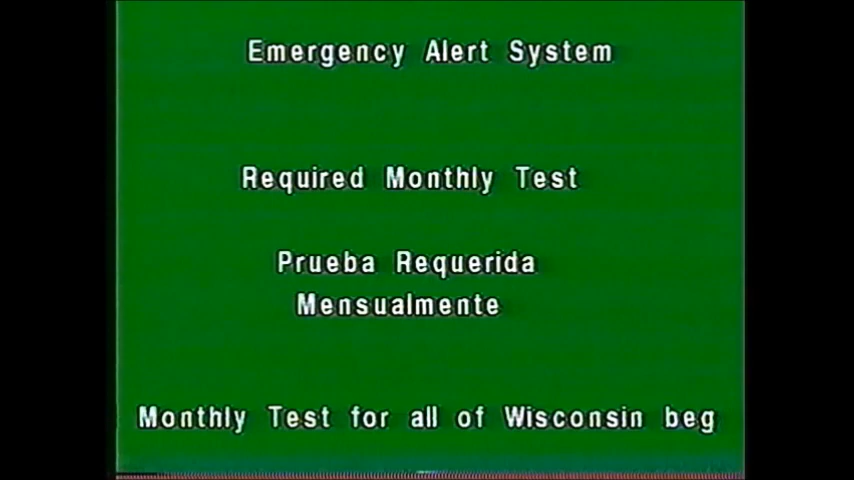 Emergency Alert System
Required Monthly Test
Prueba Requerida
Mensualmente
Monthly Test for all of Wisconsin beg